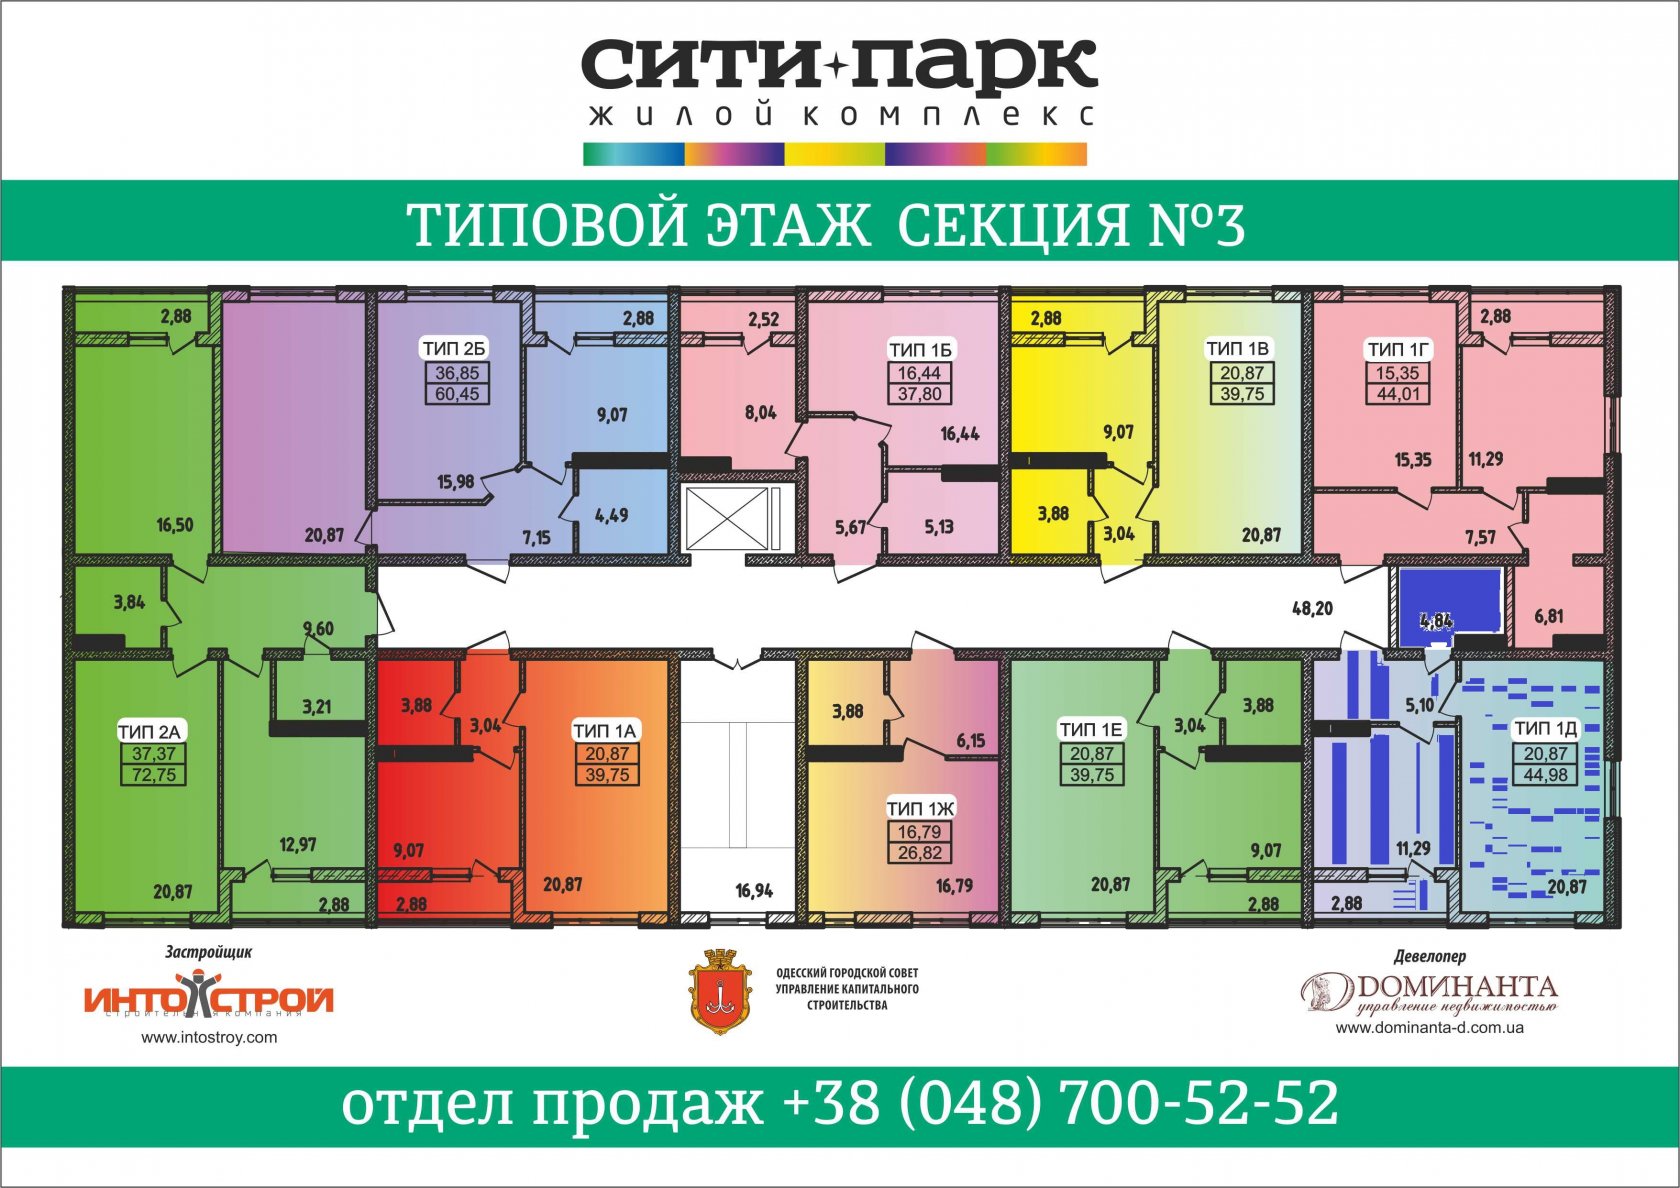 сити парк
жилой комплекс
ТИПОВОЙ ЭТАЖ СЕКЦИЯ №3
2,88
16,50
20,87
ТИП 2Б
36,85
60,45
15,98
2,88
9,07
7,15
4,49
2,52
8,04
ТИП 1Б
16,44
37,80
16,44
5,67
5,13
2,88
9,07
3,88
3,04
ТИП 1В
20,87
39,75
20,87
ТИП 1Г
15,35
44,01
15,35
2,88
11,29
7,57
6,81
3,84
9,60
48,20
4,84
ТИП 2А
37,37
72,75
20,87
3,21
12,97
2,88
3,88
3,04
9,07
2,88
ТИП 1А
20,87
39,75
20,87
16,94
3,88
6,15
ТИП 1Ж
16,79
26,82
16,79
ТИП 1Е
20,87
39,75
20,87
3,04
3,88
9,07
2,88
5,10
11,29
2,88
ТИП 1Д
20,87
44,98
20,87
Застройщик
ИНТОСТРОЙ
строительная компания
www.intostroy.com
ОДЕССКИЙ ГОРОДСКОЙ СОВЕТ
УПРАВЛЕНИЕ КАПИТАЛЬНОГО
СТРОИТЕЛЬСТВА
Девелопер
DОМИНАНТА
управление недвижимостью
www.dominanta-d.com.ua
отдел продаж +38 (048) 700-52-52